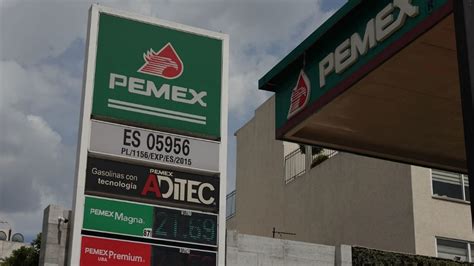 PEMEX
ES 05956
PL/1156/EXP/ES/2015
Gasolinas con
tecnología
PEMEX
ADITEC
PEMEX Magna.
87
21.69
PEMEX Premium.
PEMEX